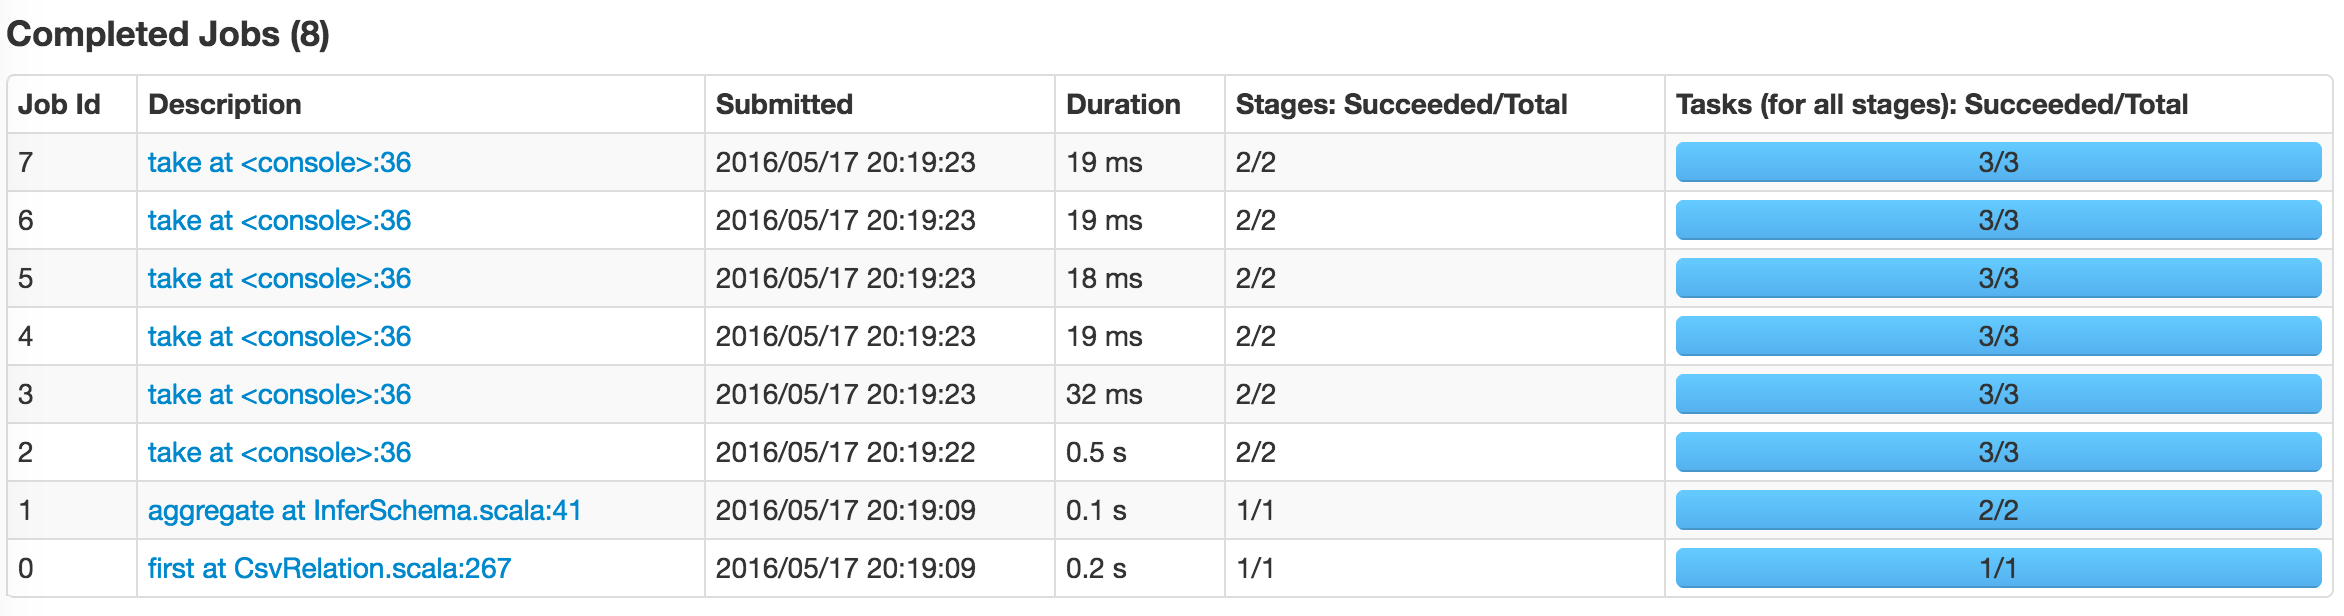 Completed Jobs (8)
Job Id Description Submitted Duration Stages: Succeeded/Total Tasks (for all stages): Succeeded/Total
7 take at <console>:36 2016/05/17 20:19:23 19 ms 2/2 3/3
6 take at <console>:36 2016/05/17 20:19:23 19 ms 2/2 3/3
5 take at <console>:36 2016/05/17 20:19:23 18 ms 2/2 3/3
4 take at <console>:36 2016/05/17 20:19:23 19 ms 2/2 3/3
3 take at <console>:36 2016/05/17 20:19:23 32 ms 2/2 3/3
2 take at <console>:36 2016/05/17 20:19:22 0.5 s 2/2 3/3
1 aggregate at InferSchema.scala:41 2016/05/17 20:19:09 0.1 s 1/1 2/2
0 first at CsvRelation.scala:267 2016/05/17 20:19:09 0.2 s 1/1 1/1